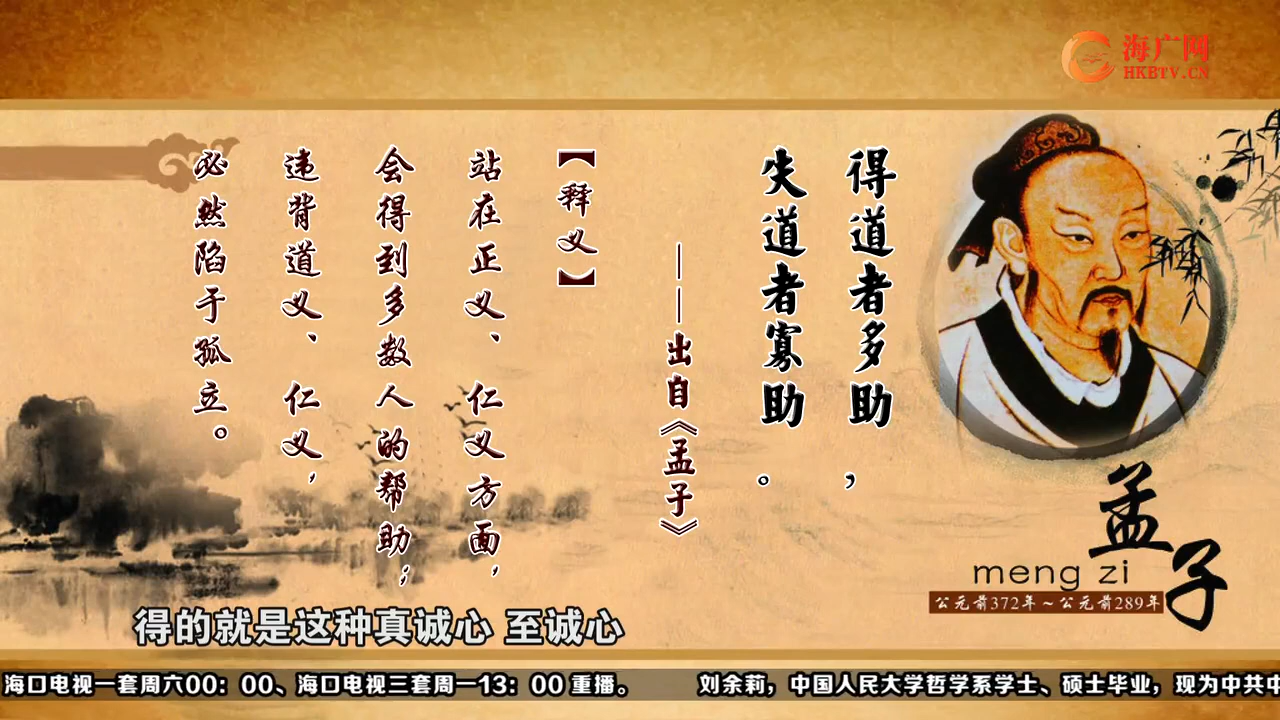 海广网
HKBTV.CN
得道者多助，
失道者寡助。
——出自《孟子》
【释义】
站在正义、仁义方面，
会得到多数人的帮助；
违背道义、仁义，
必然陷于孤立。
孟子
meng zi
公元前372年～公元前289年
得的就是这种真诚心 至诚心
海口电视一套周六00：00、海口电视三套周一13：00重播。 刘余莉，中国人民大学哲学系学士、硕士毕业，现为中共中